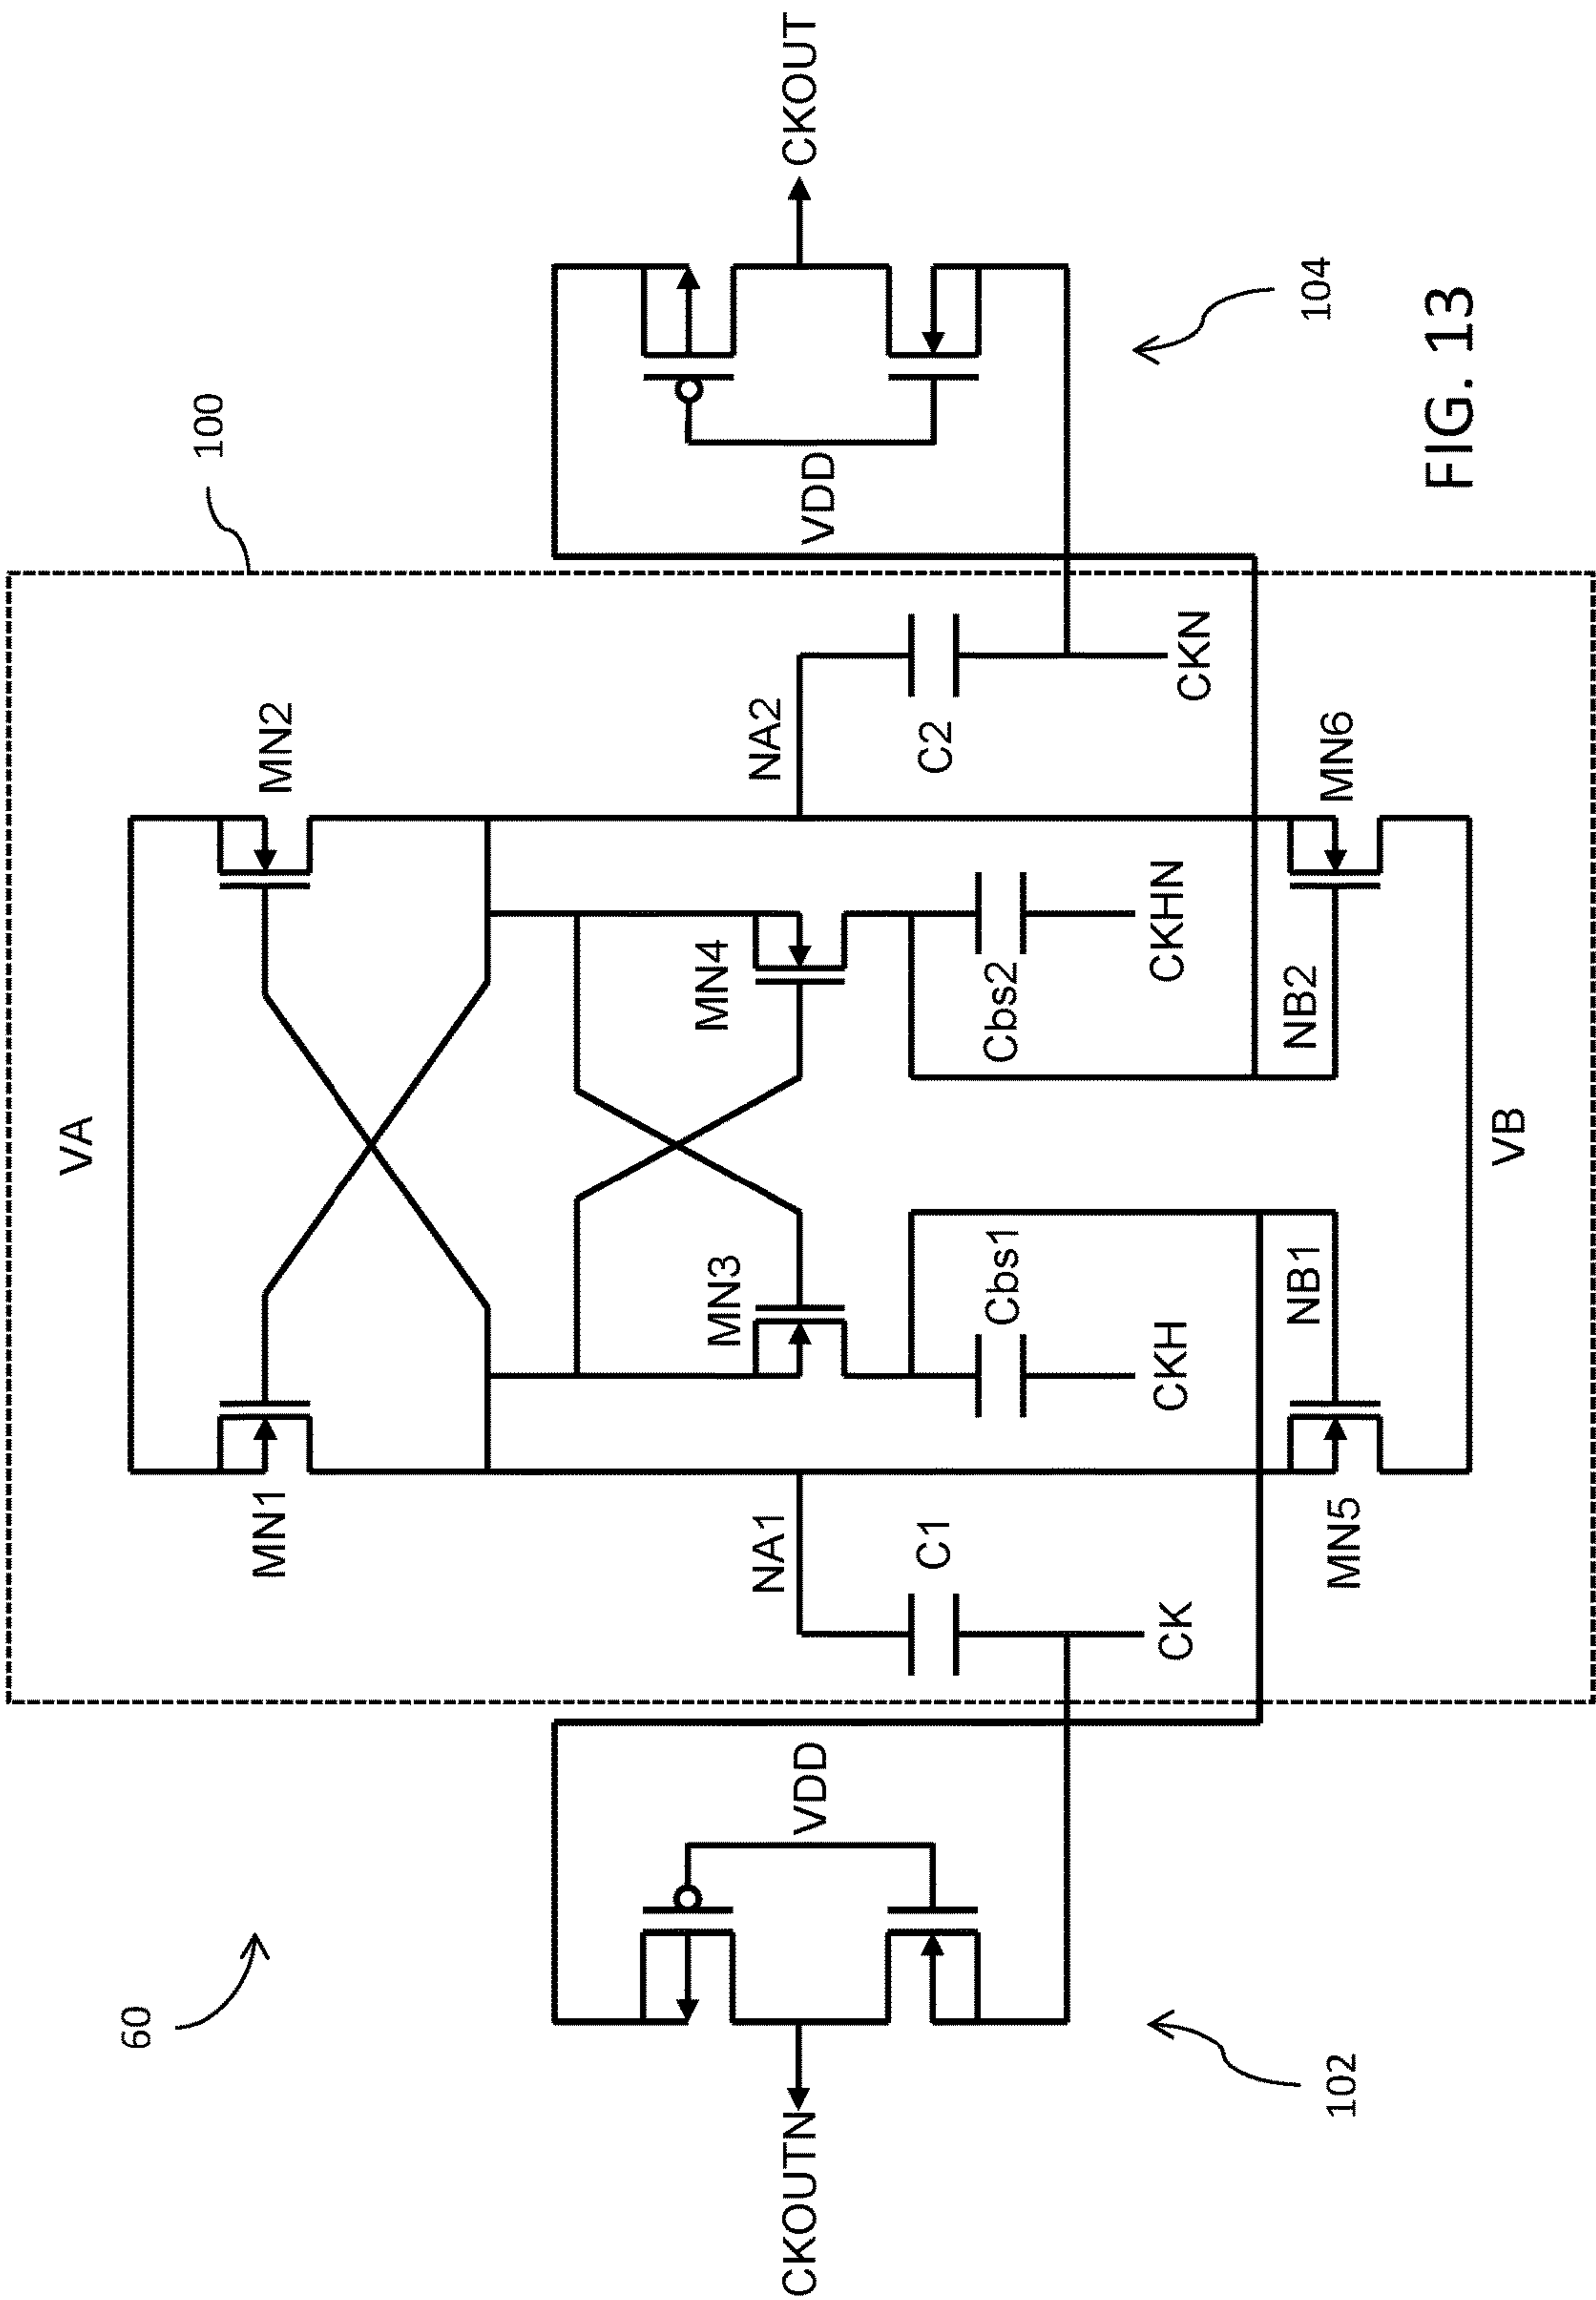 60
100
VA
MN1
MN2
CKOUTN
VDD
NA1
C1
CK
MN3
MN4
Cbs1
CKH
Cbs2
CKHN
NA2
C2
CKN
VDD
CKOUT
NB1
NB2
MN5
MN6
VB
102
104
FIG. 13